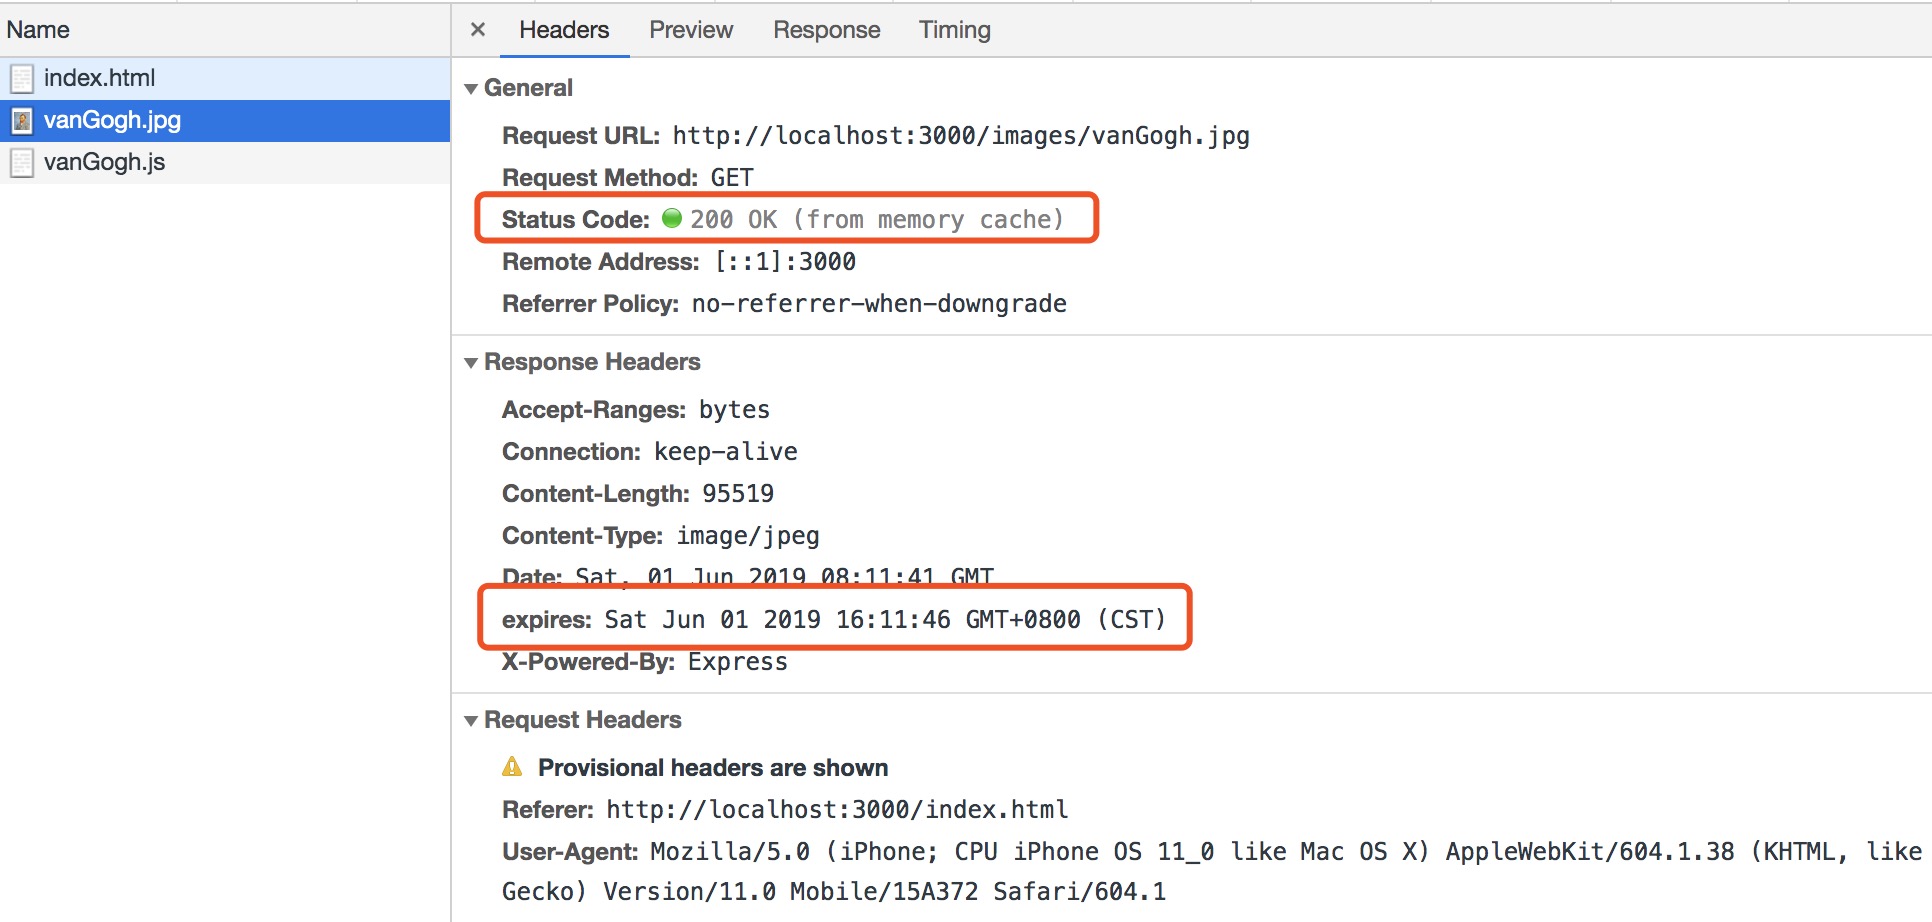 Name
index.html
vanGogh.jpg
vanGogh.js
× Headers Preview Response Timing
General
Request URL: http://localhost:3000/images/vanGogh.jpg
Request Method: GET
Status Code: 200 OK (from memory cache)
Remote Address: [::1]:3000
Referrer Policy: no-referrer-when-downgrade
Response Headers
Accept-Ranges: bytes
Connection: keep-alive
Content-Length: 95519
Content-Type: image/jpeg
Date: Sat, 01 Jun 2019 08:11:41 GMT
expires: Sat Jun 01 2019 16:11:46 GMT+0800 (CST)
X-Powered-By: Express
Request Headers
Provisional headers are shown
Referer: http://localhost:3000/index.html
User-Agent: Mozilla/5.0 (iPhone; CPU iPhone OS 11_0 like Mac OS X) AppleWebKit/604.1.38 (KHTML, like
Gecko) Version/11.0 Mobile/15A372 Safari/604.1